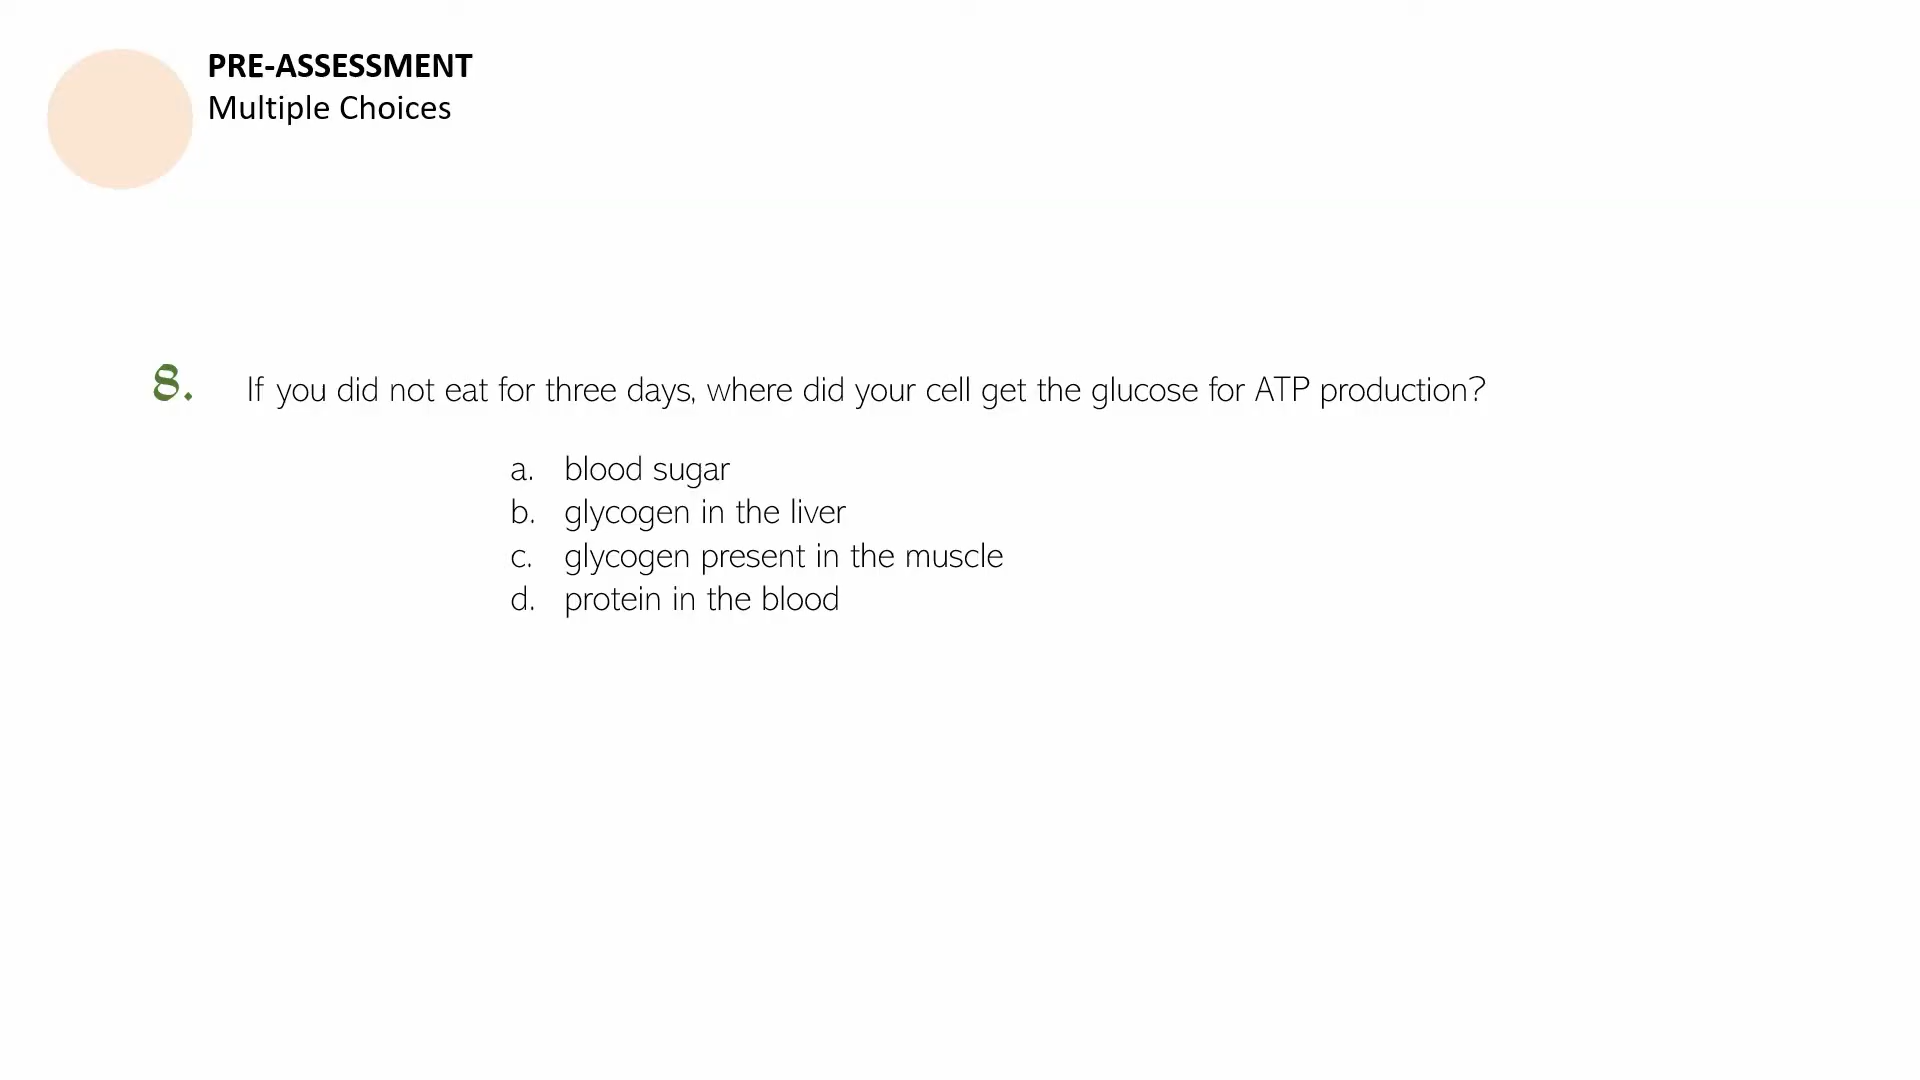 PRE-ASSESSMENT
Multiple Choices
8. If you did not eat for three days, where did your cell get the glucose for ATP production?
a. blood sugar
b. glycogen in the liver
c. glycogen present in the muscle
d. protein in the blood